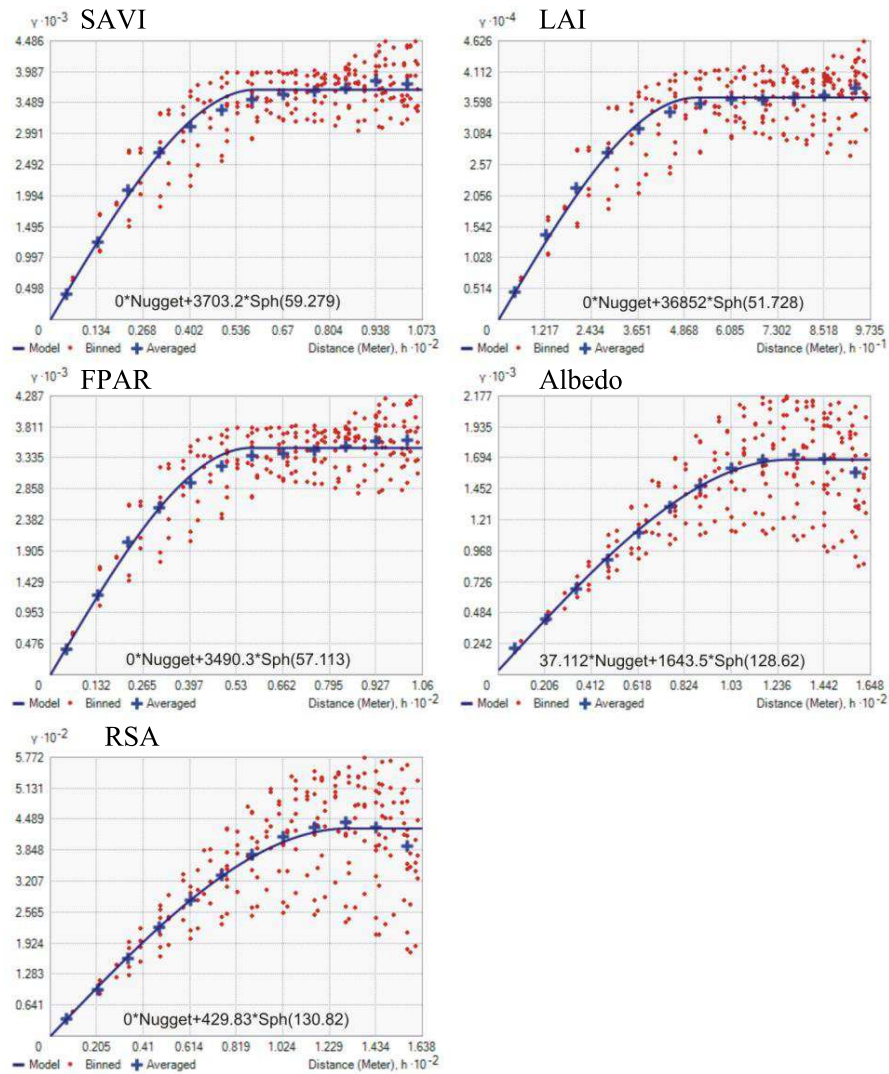 SAVI
γ ·10⁻³
4.486
3.987
3.489
2.991
2.492
1.994
1.495
0.997
0.498
0*Nugget+3703.2*Sph(59.279)
0 0.134 0.268 0.402 0.536 0.67 0.804 0.938 1.073
Model Binned Averaged Distance (Meter), h ·10⁻²
LAI
γ ·10⁻⁴
4.626
4.112
3.598
3.084
2.57
2.056
1.542
1.028
0.514
0*Nugget+36852*Sph(51.728)
0 1.217 2.434 3.651 4.868 6.085 7.302 8.518 9.735
Model Binned Averaged Distance (Meter), h ·10⁻¹
FPAR
γ ·10⁻³
4.287
3.811
3.335
2.858
2.382
1.905
1.429
0.953
0.476
0*Nugget+3490.3*Sph(57.113)
0 0.132 0.265 0.397 0.53 0.662 0.795 0.927 1.06
Model Binned Averaged Distance (Meter), h ·10⁻²
Albedo
γ ·10⁻³
2.177
1.935
1.694
1.452
1.21
0.968
0.726
0.484
0.242
37.112*Nugget+1643.5*Sph(128.62)
0 0.206 0.412 0.618 0.824 1.03 1.236 1.442 1.648
Model Binned Averaged Distance (Meter), h ·10⁻²
RSA
γ ·10⁻²
5.772
5.131
4.489
3.848
3.207
2.565
1.924
1.283
0.641
0*Nugget+429.83*Sph(130.82)
0 0.205 0.41 0.614 0.819 1.024 1.229 1.434 1.638
Model Binned Averaged Distance (Meter), h ·10⁻²